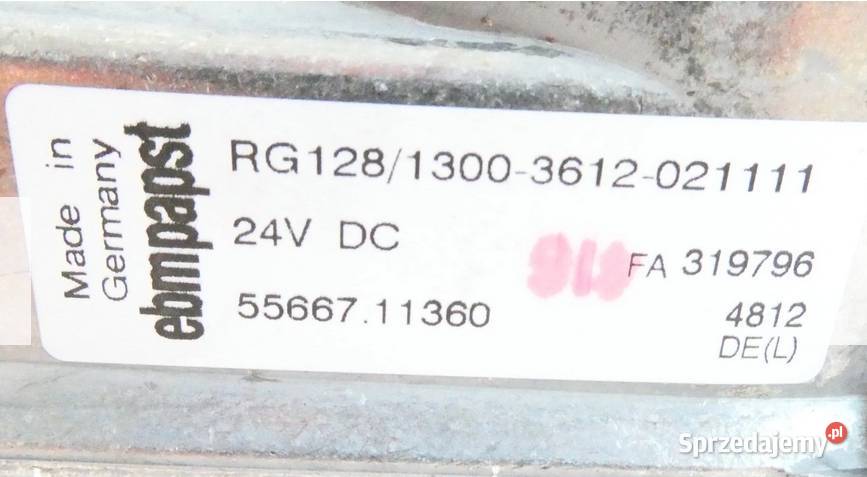 Made in
Germany
ebmpapst
RG128/1300-3612-021111
24V DC
FA 319796
55667.11360
4812
DE(L)
Sprzedajemy.pl